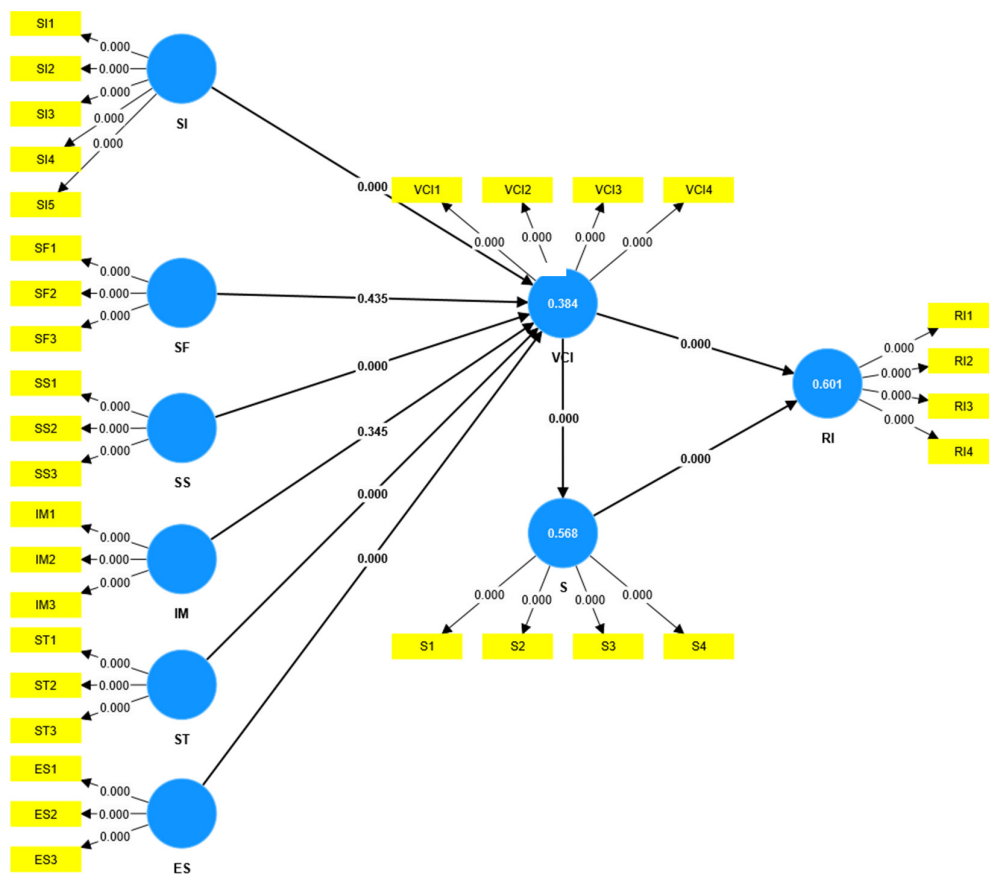 SI1
0.000
SI2
0.000
SI3
0.000
SI4
0.000
SI5
0.000
SI
0.000
SF1
0.000
SF2
0.000
SF3
0.000
SF
0.435
SS1
0.000
SS2
0.000
SS3
0.000
SS
0.000
IM1
0.000
IM2
0.000
IM3
0.000
IM
0.345
ST1
0.000
ST2
0.000
ST3
0.000
ST
0.000
ES1
0.000
ES2
0.000
ES3
0.000
ES
0.000
VCI1
VCI2
VCI3
VCI4
0.000
0.000
0.000
0.000
0.384
VCI
0.000
0.000
0.568
S
0.000
0.000
0.000
0.000
S1
S2
S3
S4
0.000
0.601
RI
0.000
RI1
0.000
RI2
0.000
RI3
0.000
RI4